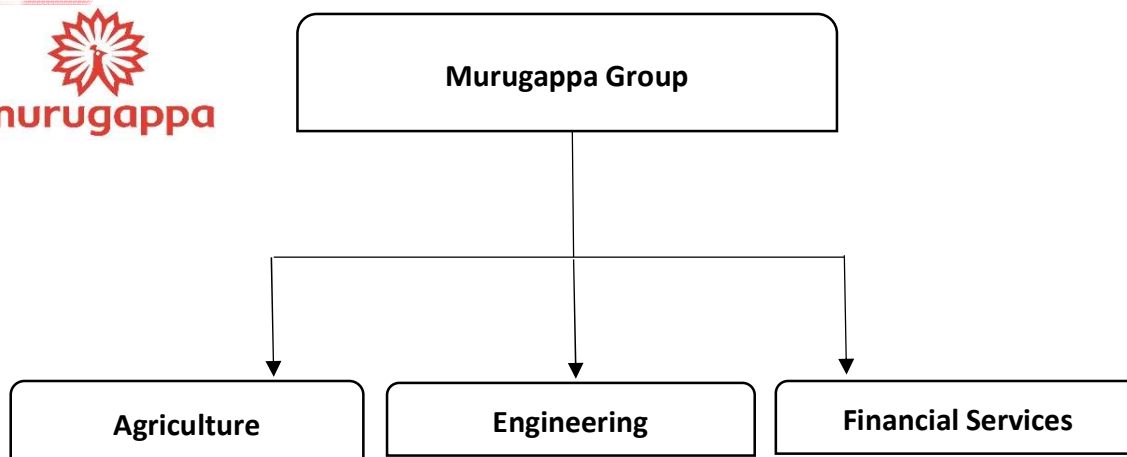 murugappa
Murugappa Group
Agriculture
Engineering
Financial Services